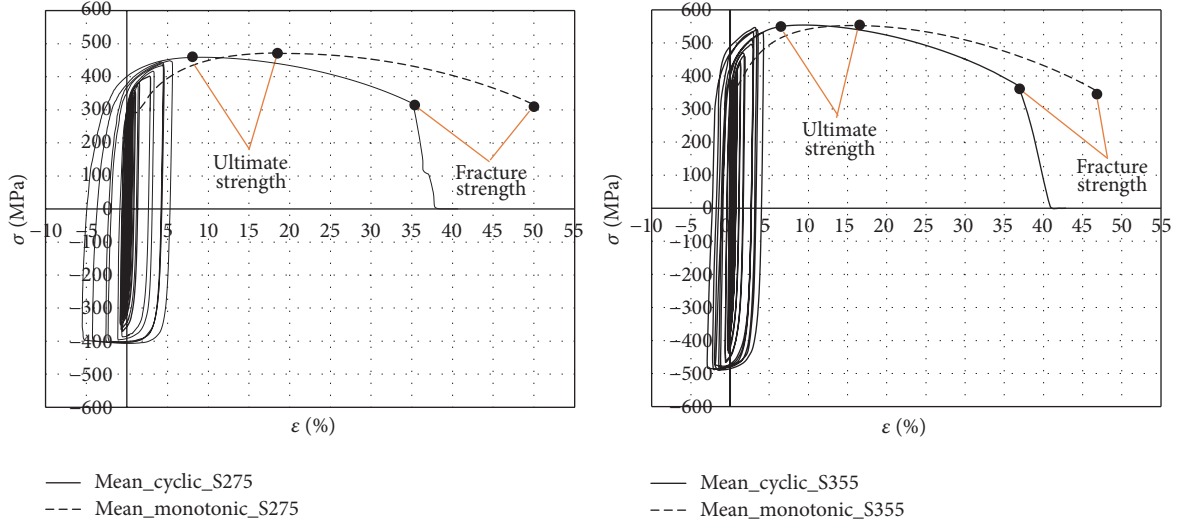 600
500
400
300
200
100
0
−100
−200
−300
−400
−500
−600
−10 −5 5 10 15 20 25 30 35 40 45 50 55
σ (MPa)
ε (%)
Ultimate
strength
Fracture
strength
Mean_cyclic_S275
Mean_monotonic_S275
600
500
400
300
200
100
0
−100
−200
−300
−400
−500
−600
−10 −5 0 5 10 15 20 25 30 35 40 45 50 55
σ (MPa)
ε (%)
Ultimate
strength
Fracture
strength
Mean_cyclic_S355
Mean_monotonic_S355